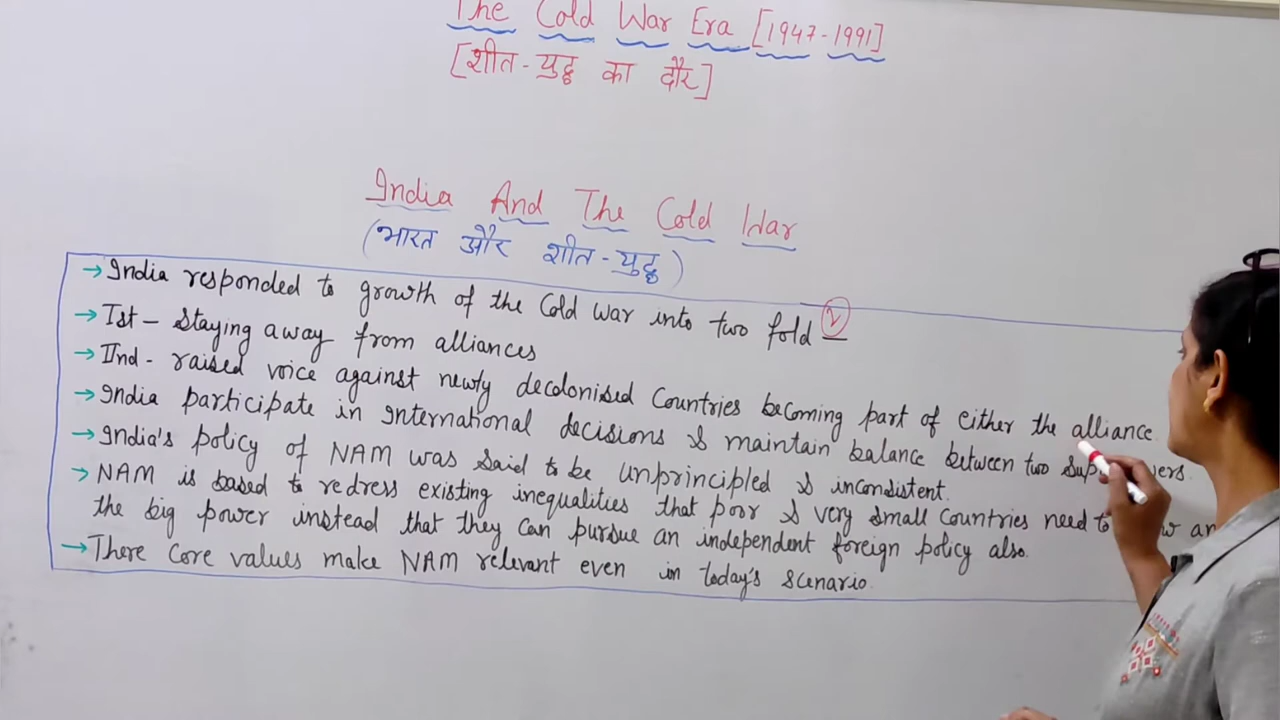 The Cold War Era [1947-1991]
[शीत-युद्ध का दौर]
India And The Cold War
(भारत और शीत-युद्ध)
→ India responded to growth of the Cold War into two fold 2
→ Ist - Staying away from alliances
→ IInd - raised voice against newly decolonised Countries becoming part of either the alliance.
→ India participate in International decisions & maintain balance between two
→ India's policy of NAM was said to be unprincipled & inconsistent.
→ NAM is based to redress existing inequalities that poor & very small Countries need to
the big power instead that they can pursue an independent foreign policy also.
→ There Core values make NAM relevant even in today's scenario.